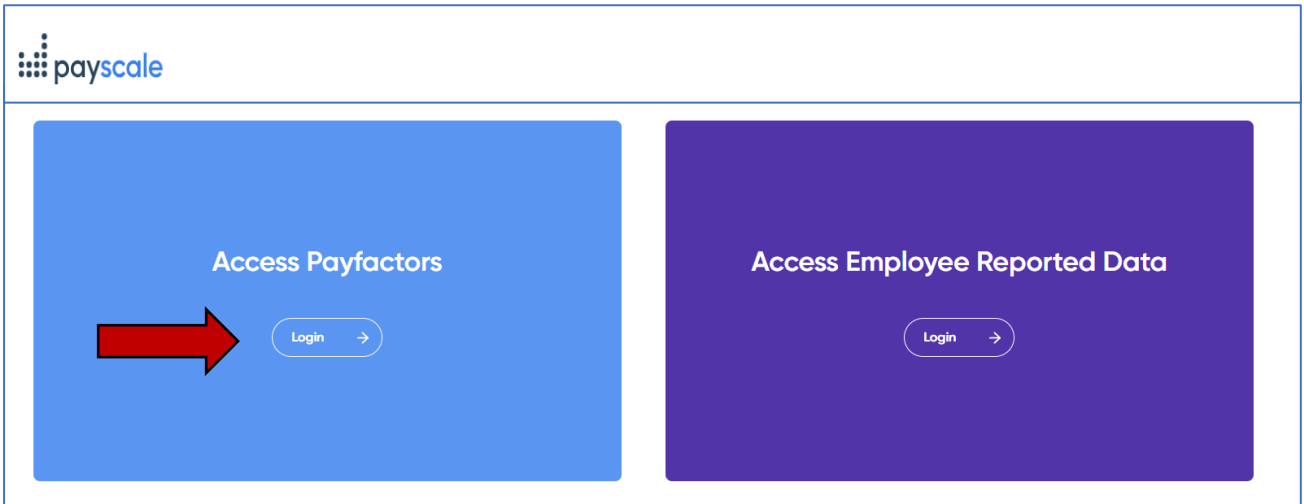 payscale
Access Payfactors
Login
Access Employee Reported Data
Login